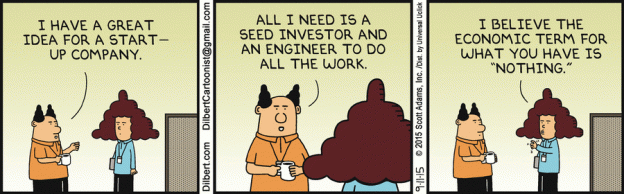 I HAVE A GREAT
IDEA FOR A START—
UP COMPANY.
Dilbert.com DilbertCartoonist@gmail.com
ALL I NEED IS A
SEED INVESTOR AND
AN ENGINEER TO DO
ALL THE WORK.
9-11-15 © 2015 Scott Adams, Inc. /Dist. by Universal Uclick
I BELIEVE THE
ECONOMIC TERM FOR
WHAT YOU HAVE IS
“NOTHING.”